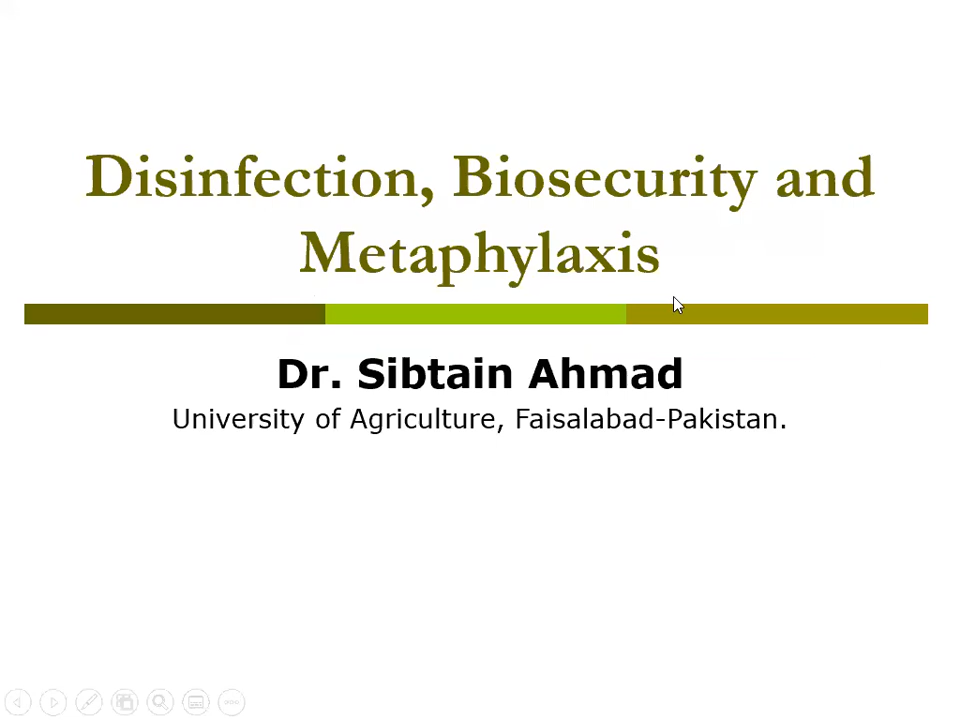 Disinfection, Biosecurity and
Metaphylaxis
Dr. Sibtain Ahmad
University of Agriculture, Faisalabad-Pakistan.